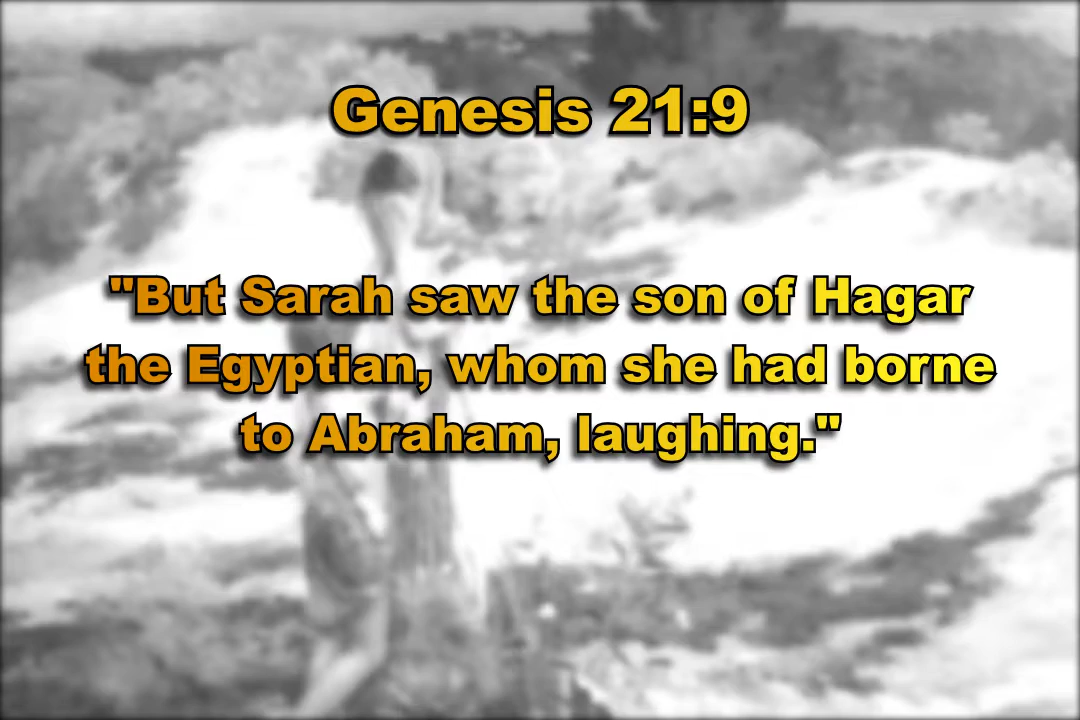 Genesis 21:9
"But Sarah saw the son of Hagar
the Egyptian, whom she had borne
to Abraham, laughing."